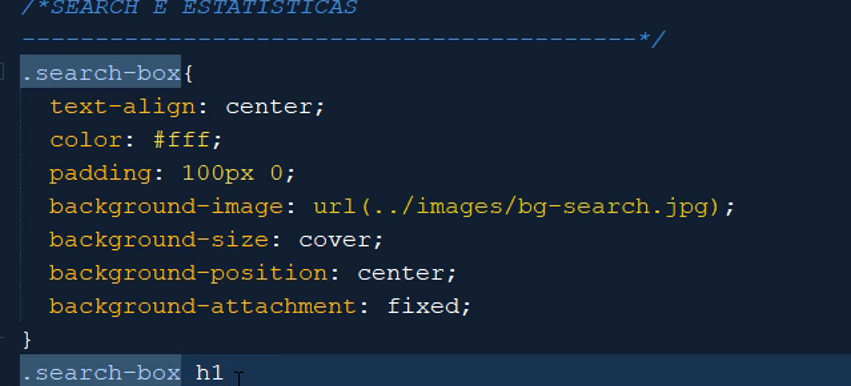 /*SEARCH E ESTATISTICAS
------------------------------------------*/
.search-box{
text-align: center;
color: #fff;
padding: 100px 0;
background-image: url(../images/bg-search.jpg);
background-size: cover;
background-position: center;
background-attachment: fixed;
}
.search-box h1